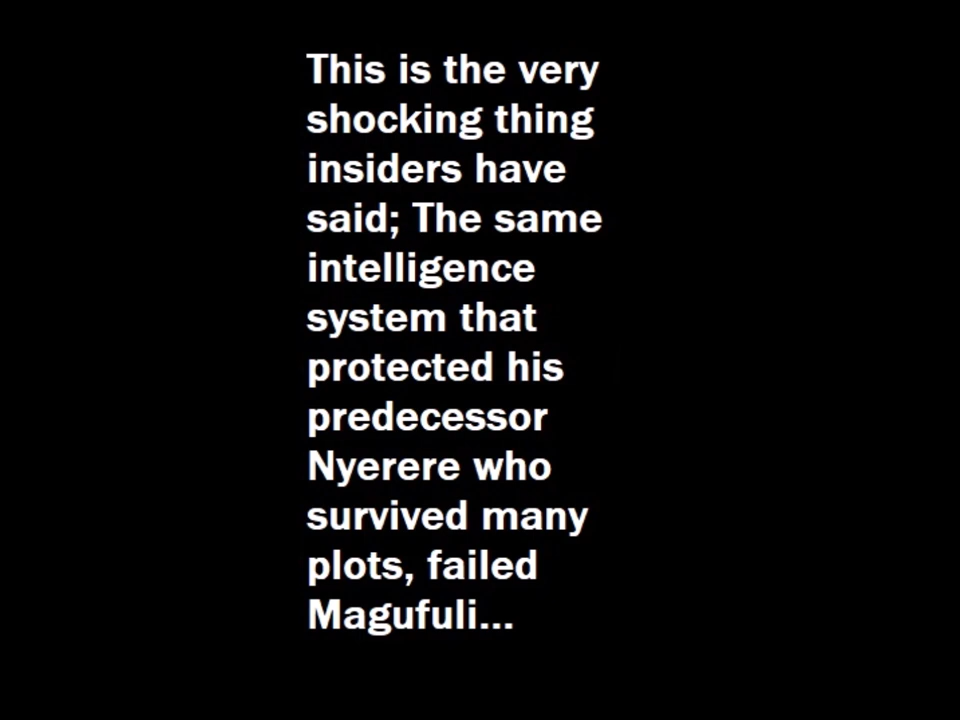 This is the very
shocking thing
insiders have
said; The same
intelligence
system that
protected his
predecessor
Nyerere who
survived many
plots, failed
Magufuli...